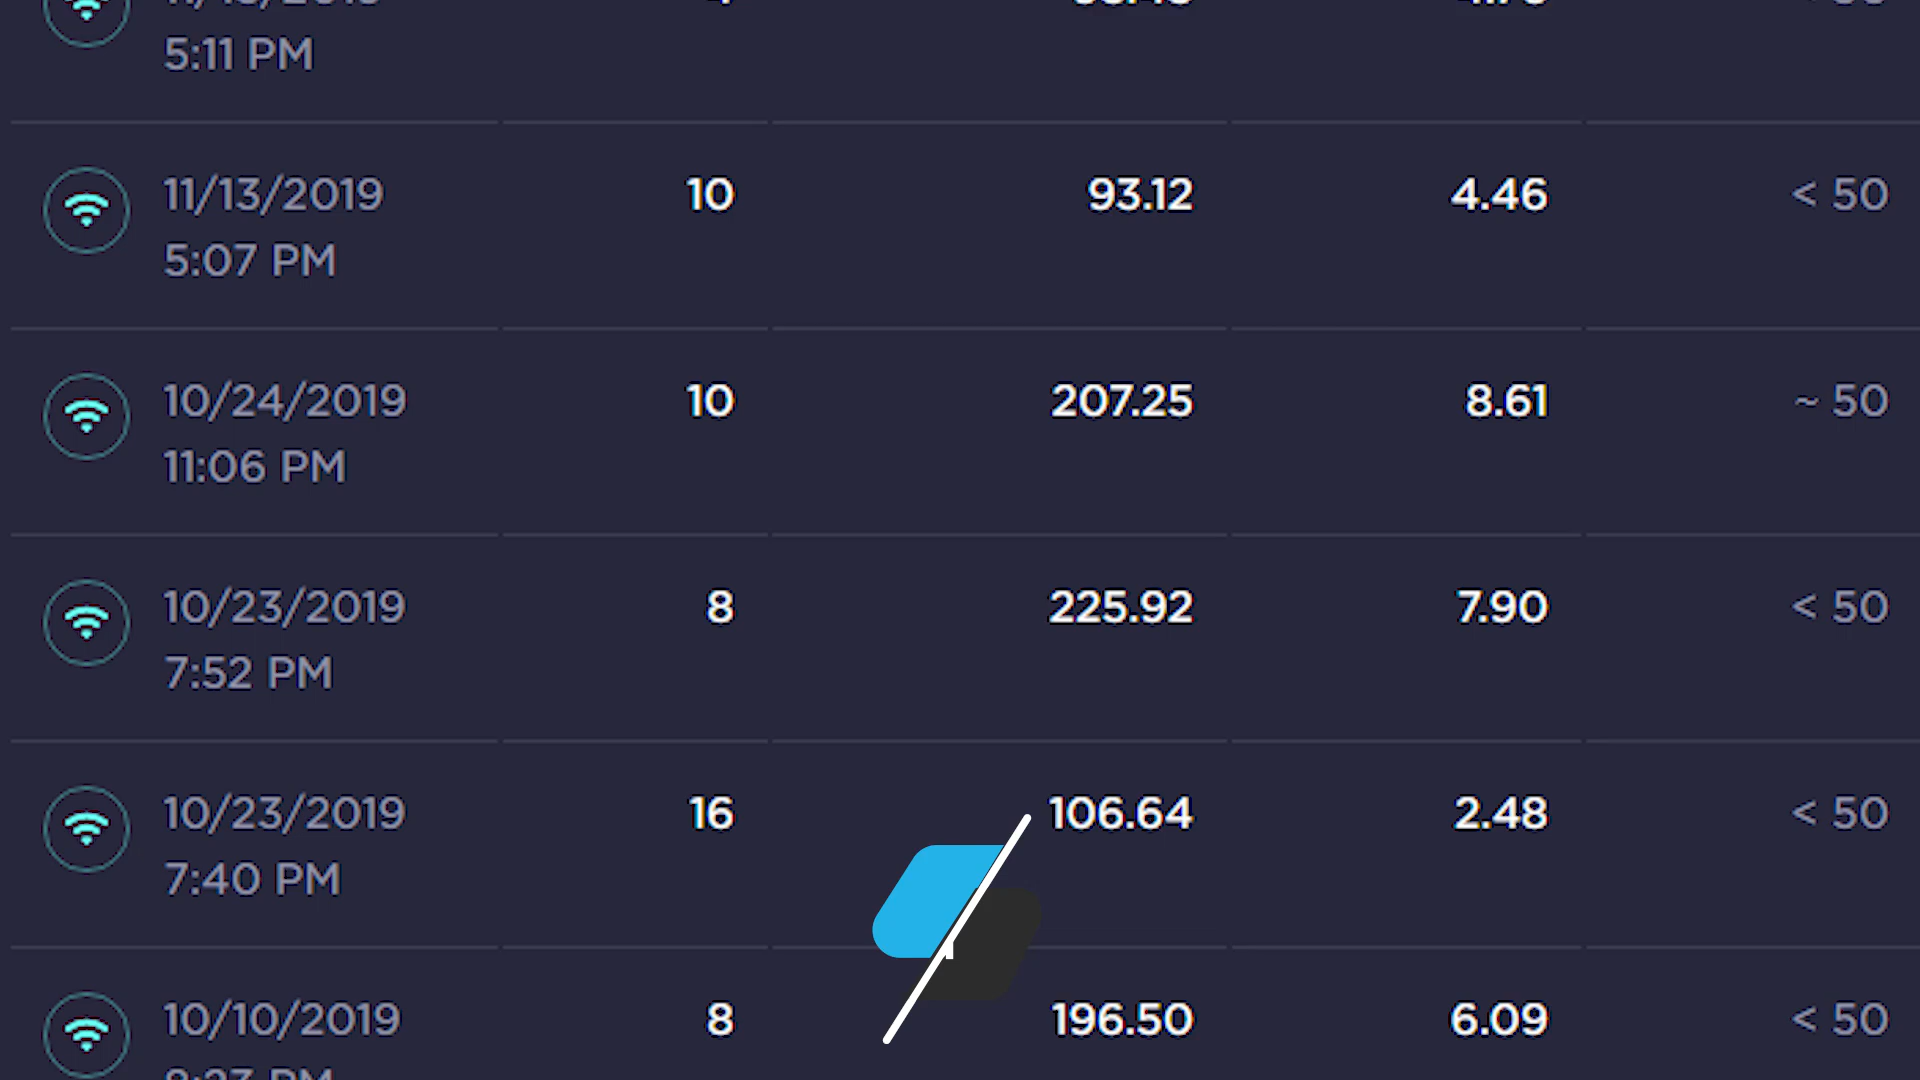 5:11 PM
11/13/2019 10 93.12 4.46 < 50
5:07 PM
10/24/2019 10 207.25 8.61 ~ 50
11:06 PM
10/23/2019 8 225.92 7.90 < 50
7:52 PM
10/23/2019 16 106.64 2.48 < 50
7:40 PM
10/10/2019 8 196.50 6.09 < 50